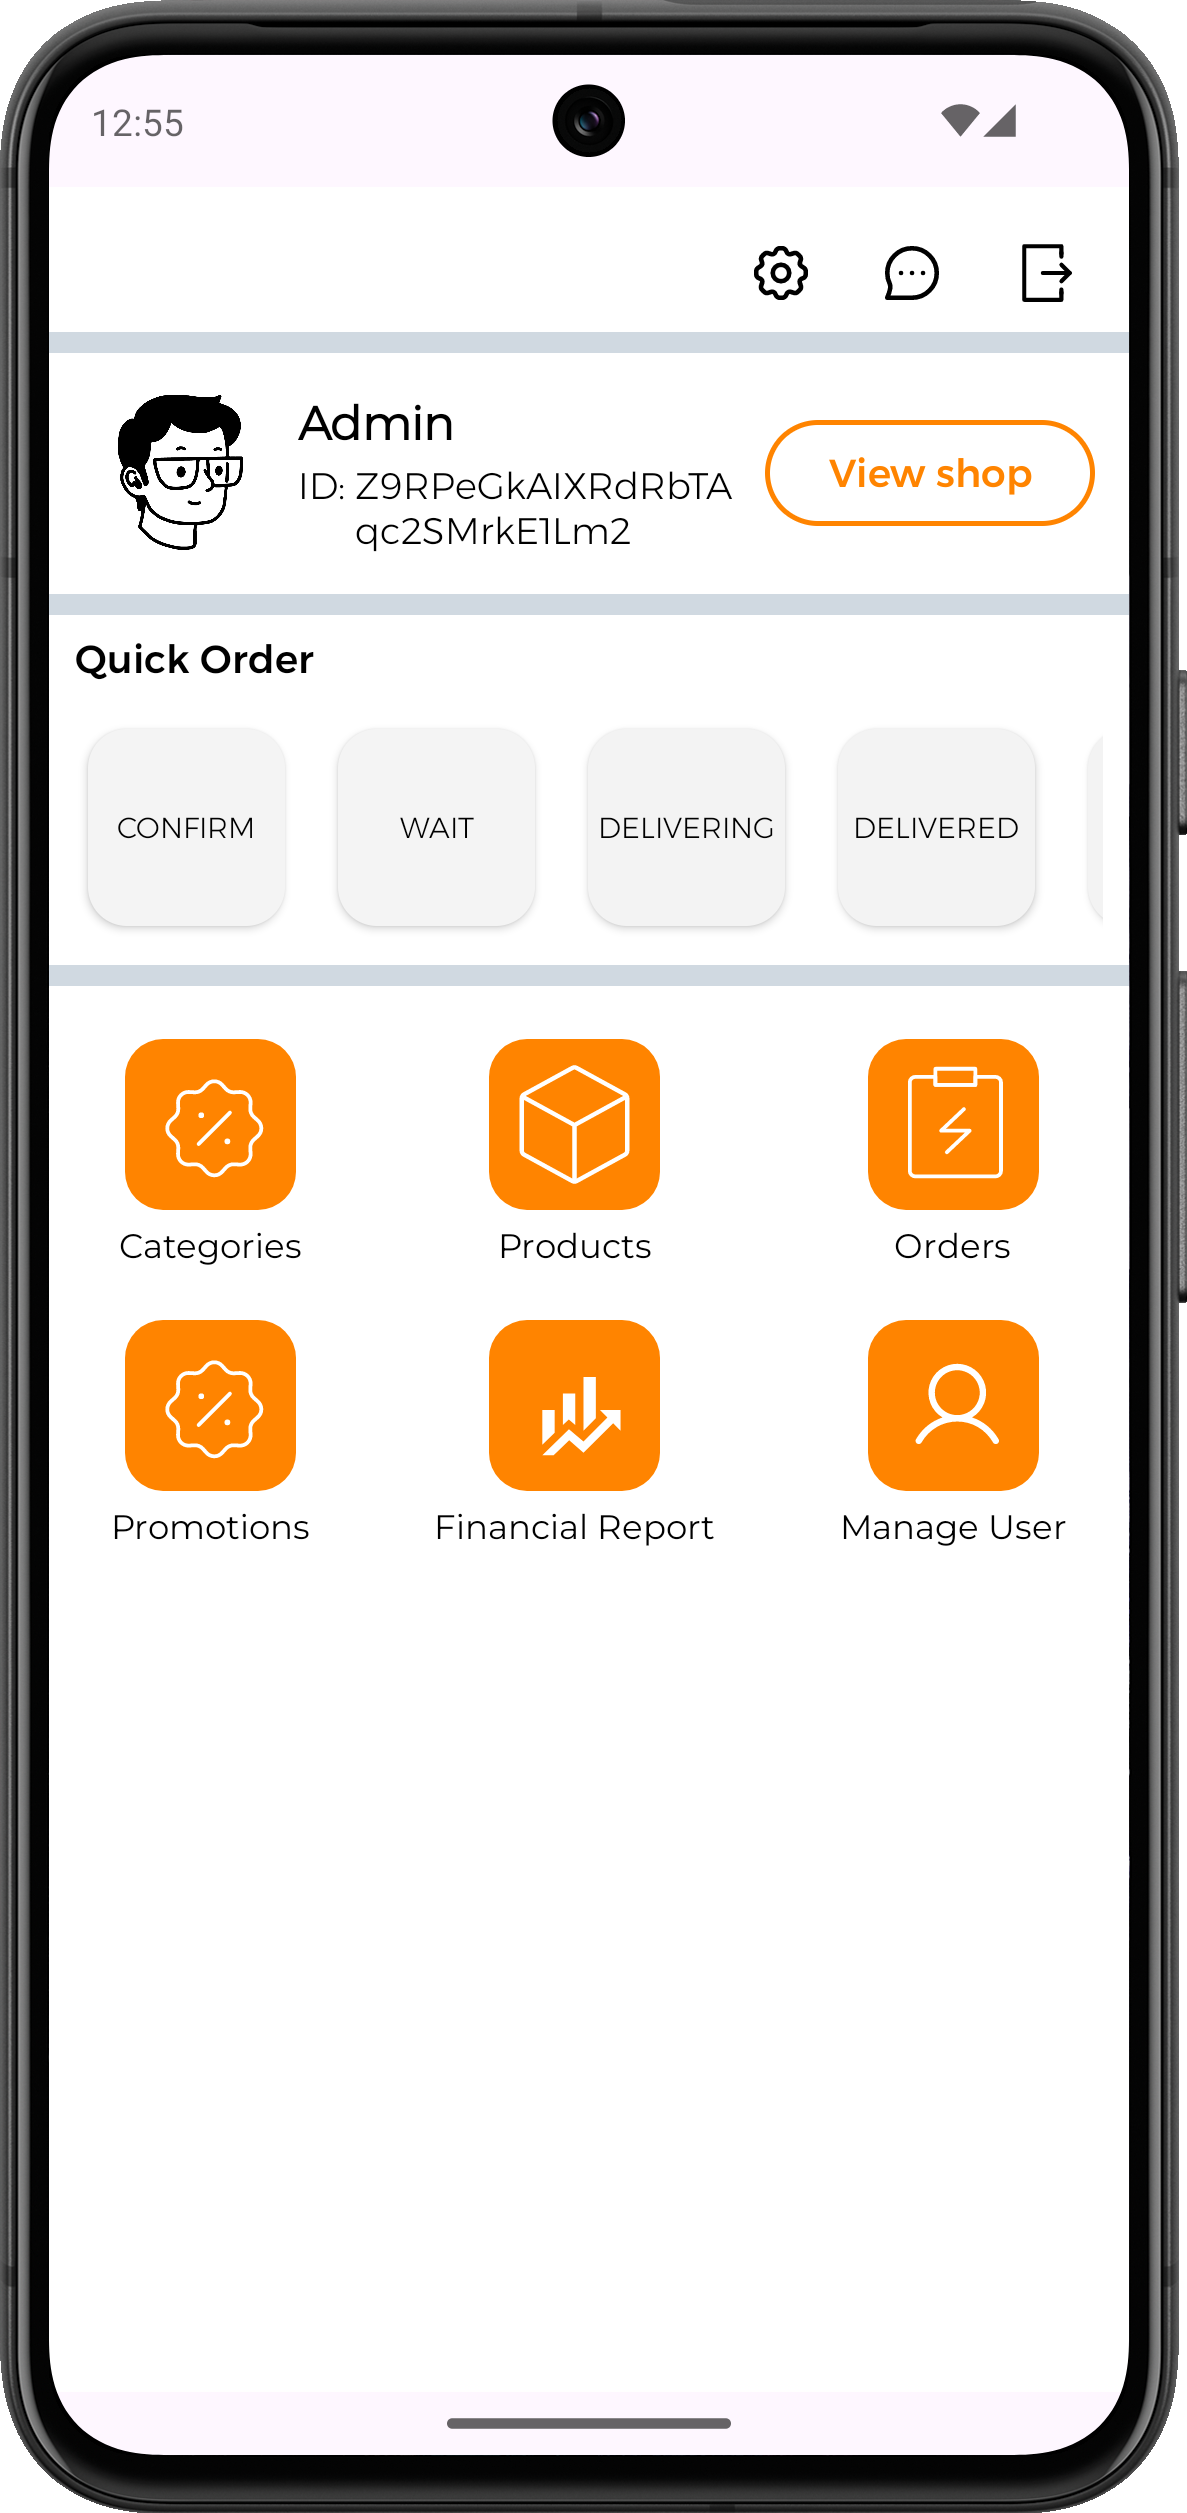 12:55
Admin
ID: Z9RPeGkAIXRdRbTA
qc2SMrkE1Lm2
View shop
Quick Order
CONFIRM
WAIT
DELIVERING
DELIVERED
Categories
Products
Orders
Promotions
Financial Report
Manage User